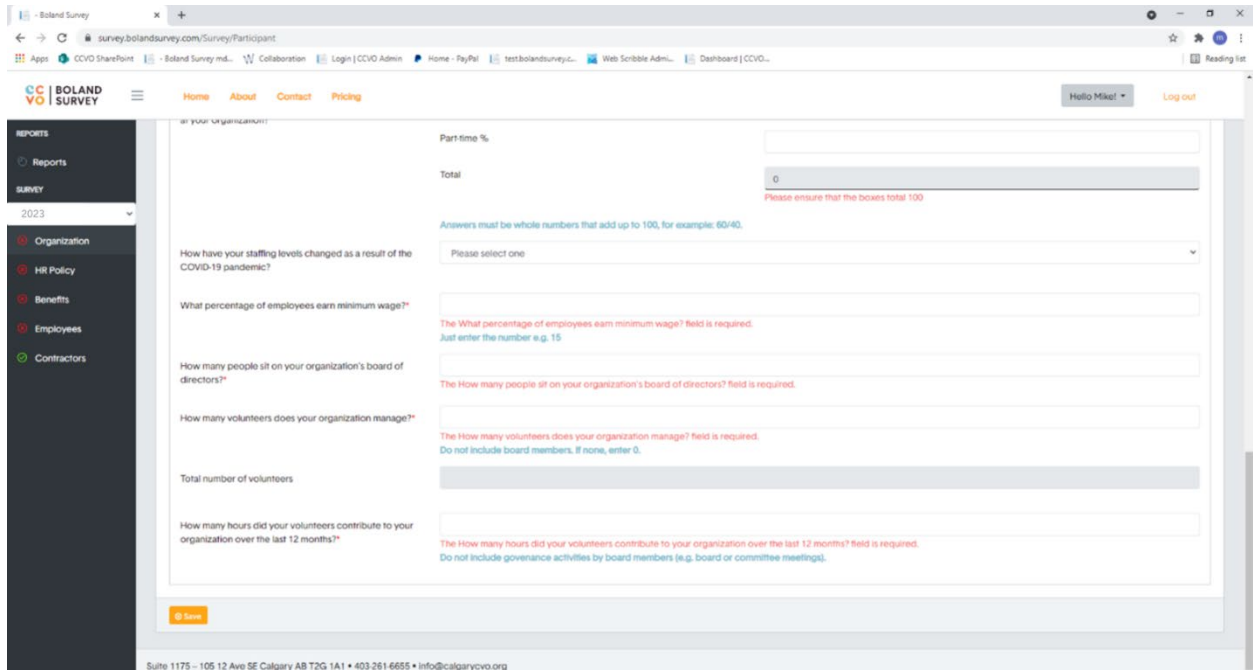 - Boland Survey
survey.bolandsurvey.com/Survey/Participant
Apps CCVO SharePoint - Boland Survey md... Collaboration Login | CCVO Admin Home - PayPal test.bolandsurvey.c... Web Scribble Admi... Dashboard | CCVO... Reading list
CC VO BOLAND SURVEY
Home About Contact Pricing Hello Mike! Log out
REPORTS
Reports
SURVEY
2023
Organization
HR Policy
Benefits
Employees
Contractors
at your organization?
Part-time %
Total
0
Please ensure that the boxes total 100
Answers must be whole numbers that add up to 100, for example: 60/40.
How have your staffing levels changed as a result of the
COVID-19 pandemic?
Please select one
What percentage of employees earn minimum wage?*
The What percentage of employees earn minimum wage? field is required.
Just enter the number e.g. 15
How many people sit on your organization's board of
directors?*
The How many people sit on your organization's board of directors? field is required.
How many volunteers does your organization manage?*
The How many volunteers does your organization manage? field is required.
Do not include board members. If none, enter 0.
Total number of volunteers
How many hours did your volunteers contribute to your
organization over the last 12 months?*
The How many hours did your volunteers contribute to your organization over the last 12 months? field is required.
Do not include governance activities by board members (e.g. board or committee meetings).
Save
Suite 1175 – 105 12 Ave SE Calgary AB T2G 1A1 • 403-261-6655 • info@calgarycvo.org